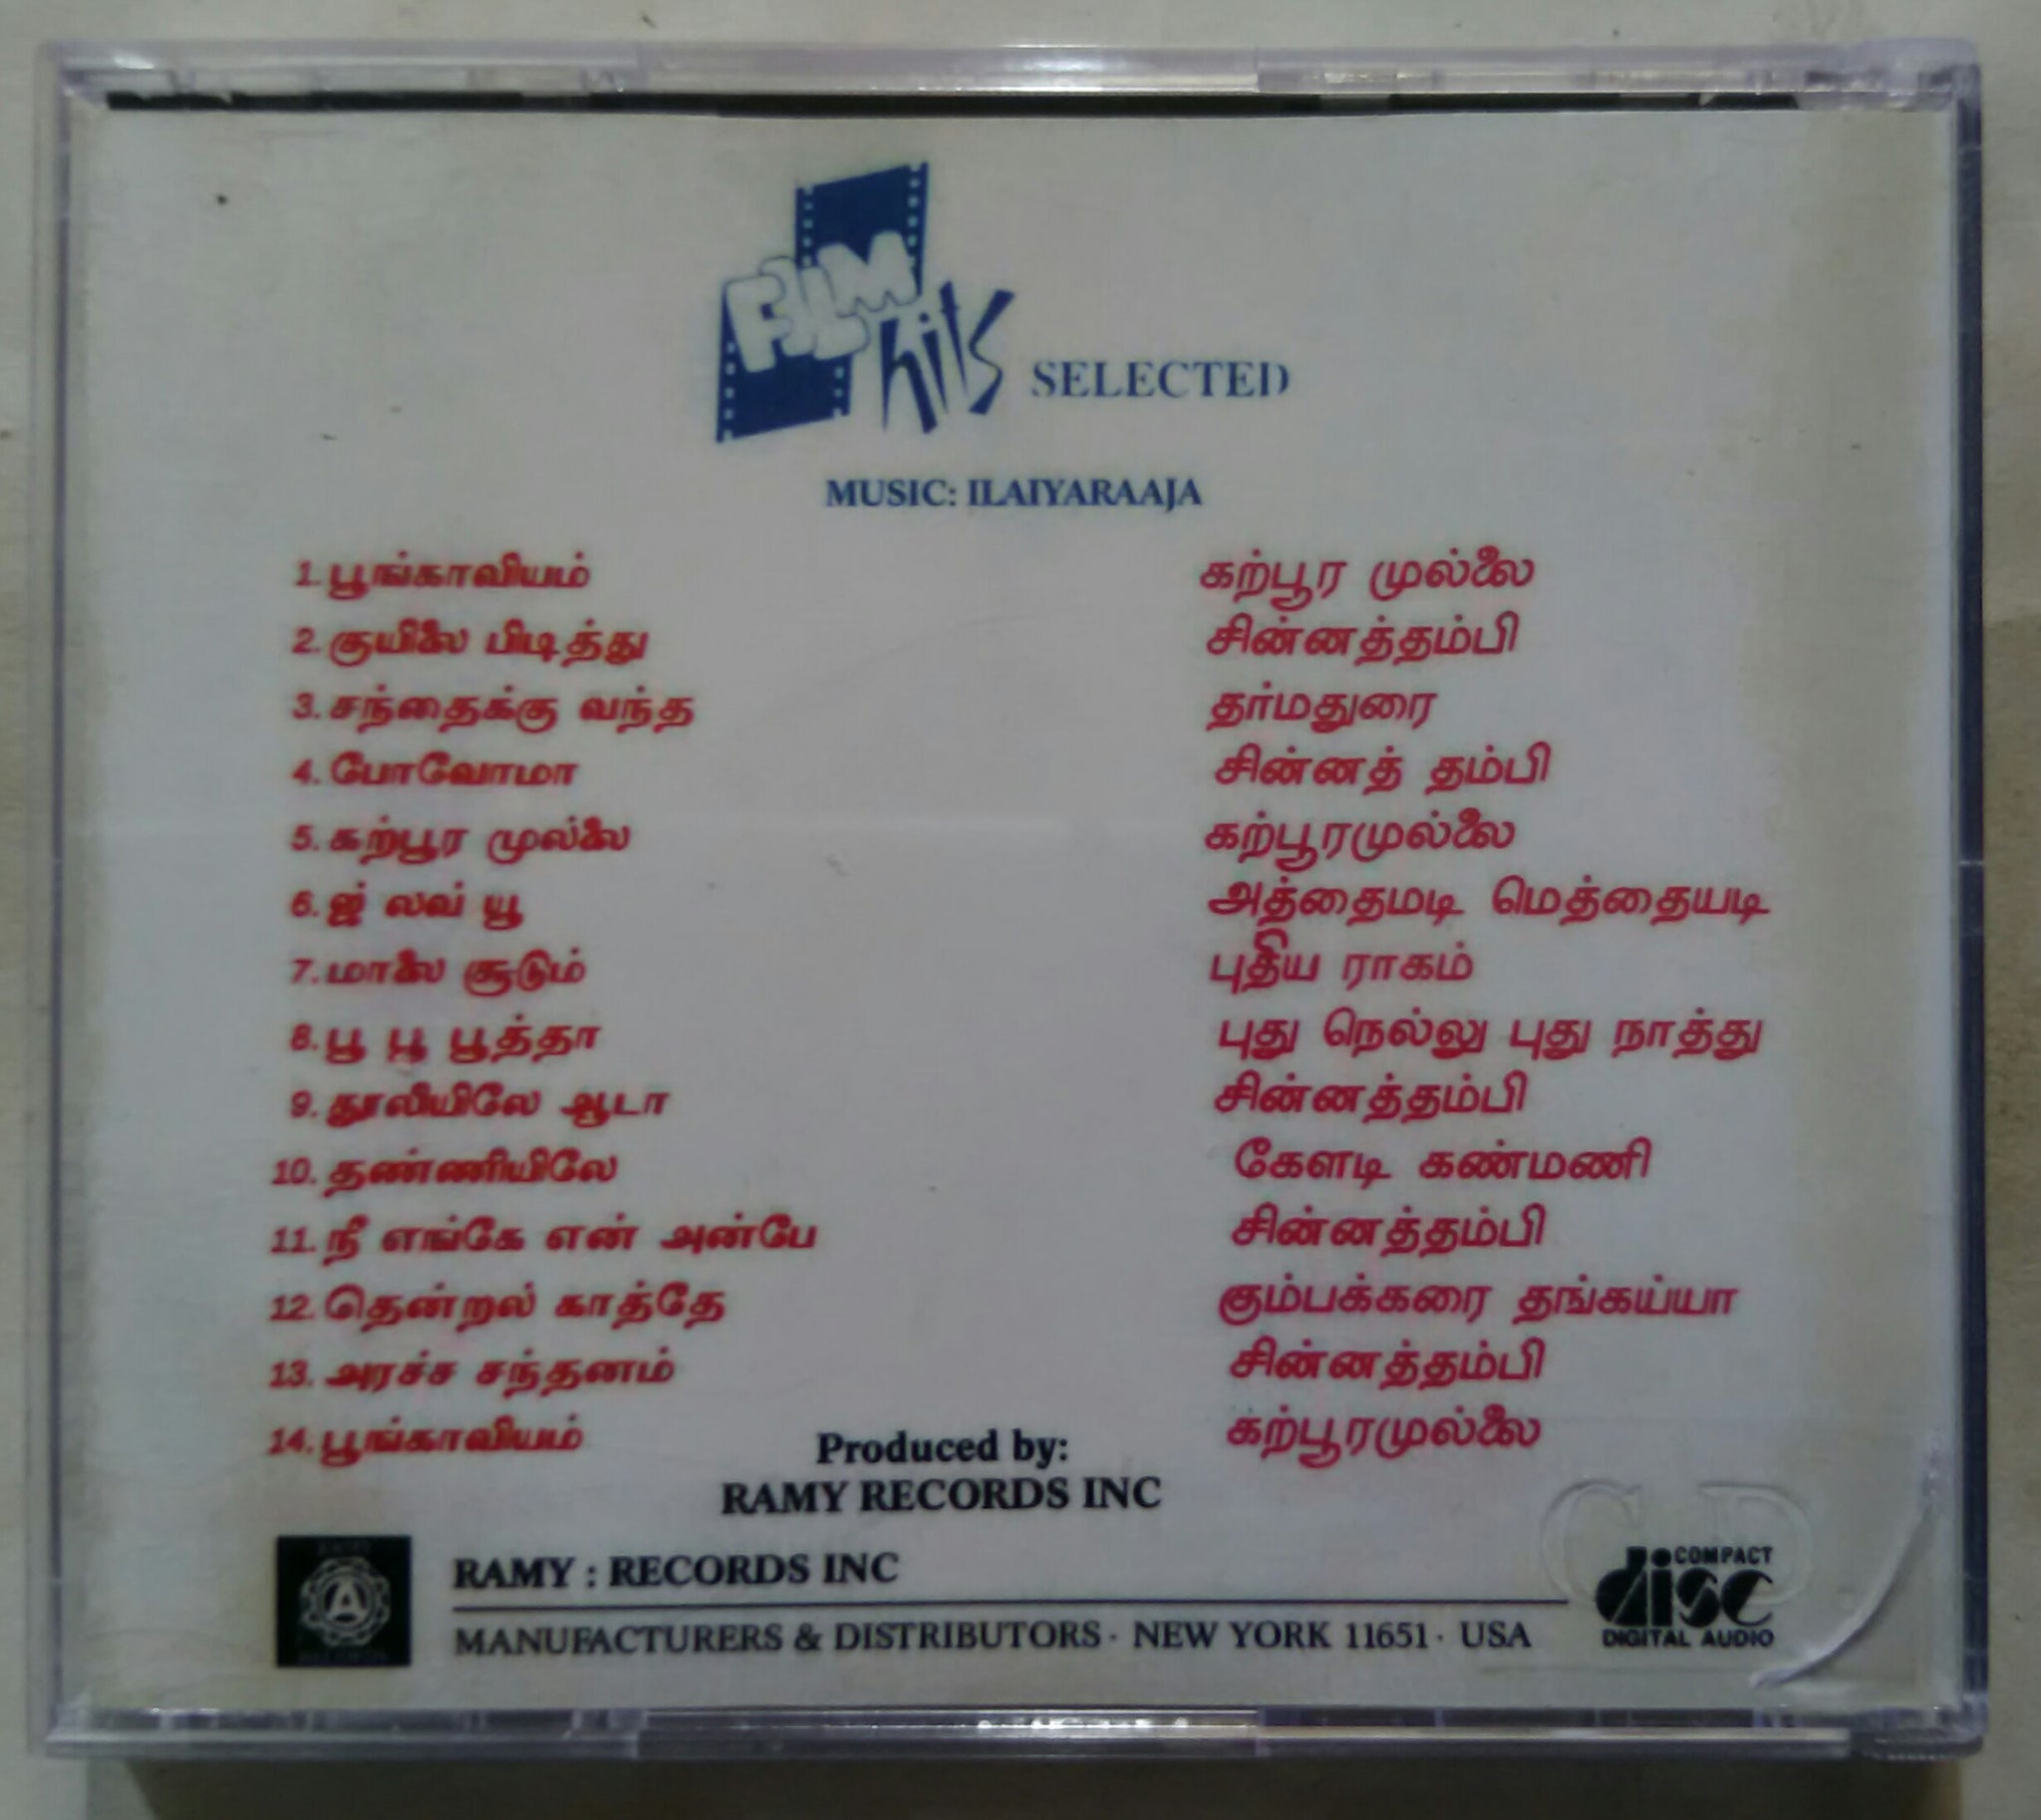 FILM hits SELECTED
MUSIC: ILAIYARAAJA
1. பூங்காவியம் கற்பூர முல்லை
2. குயிலை பிடித்து சின்னத்தம்பி
3. சந்தைக்கு வந்த தர்மதுரை
4. போவோமா சின்னத் தம்பி
5. கற்பூர முல்லை கற்பூரமுல்லை
6. ஐ லவ் யூ அத்தைமடி மெத்தையடி
7. மாலை சூடும் புதிய ராகம்
8. பூ பூ பூத்தா புது நெல்லு புது நாத்து
9. தூலியிலே ஆடா சின்னத்தம்பி
10. தண்ணியிலே கேளடி கண்மணி
11. நீ எங்கே என் அன்பே சின்னத்தம்பி
12. தென்றல் காத்தே கும்பக்கரை தங்கய்யா
13. அரச்ச சந்தனம் சின்னத்தம்பி
14. பூங்காவியம் கற்பூரமுல்லை
Produced by:
RAMY RECORDS INC
RAMY : RECORDS INC
MANUFACTURERS & DISTRIBUTORS · NEW YORK 11651 · USA
A
CD
COMPACT
disc
DIGITAL AUDIO